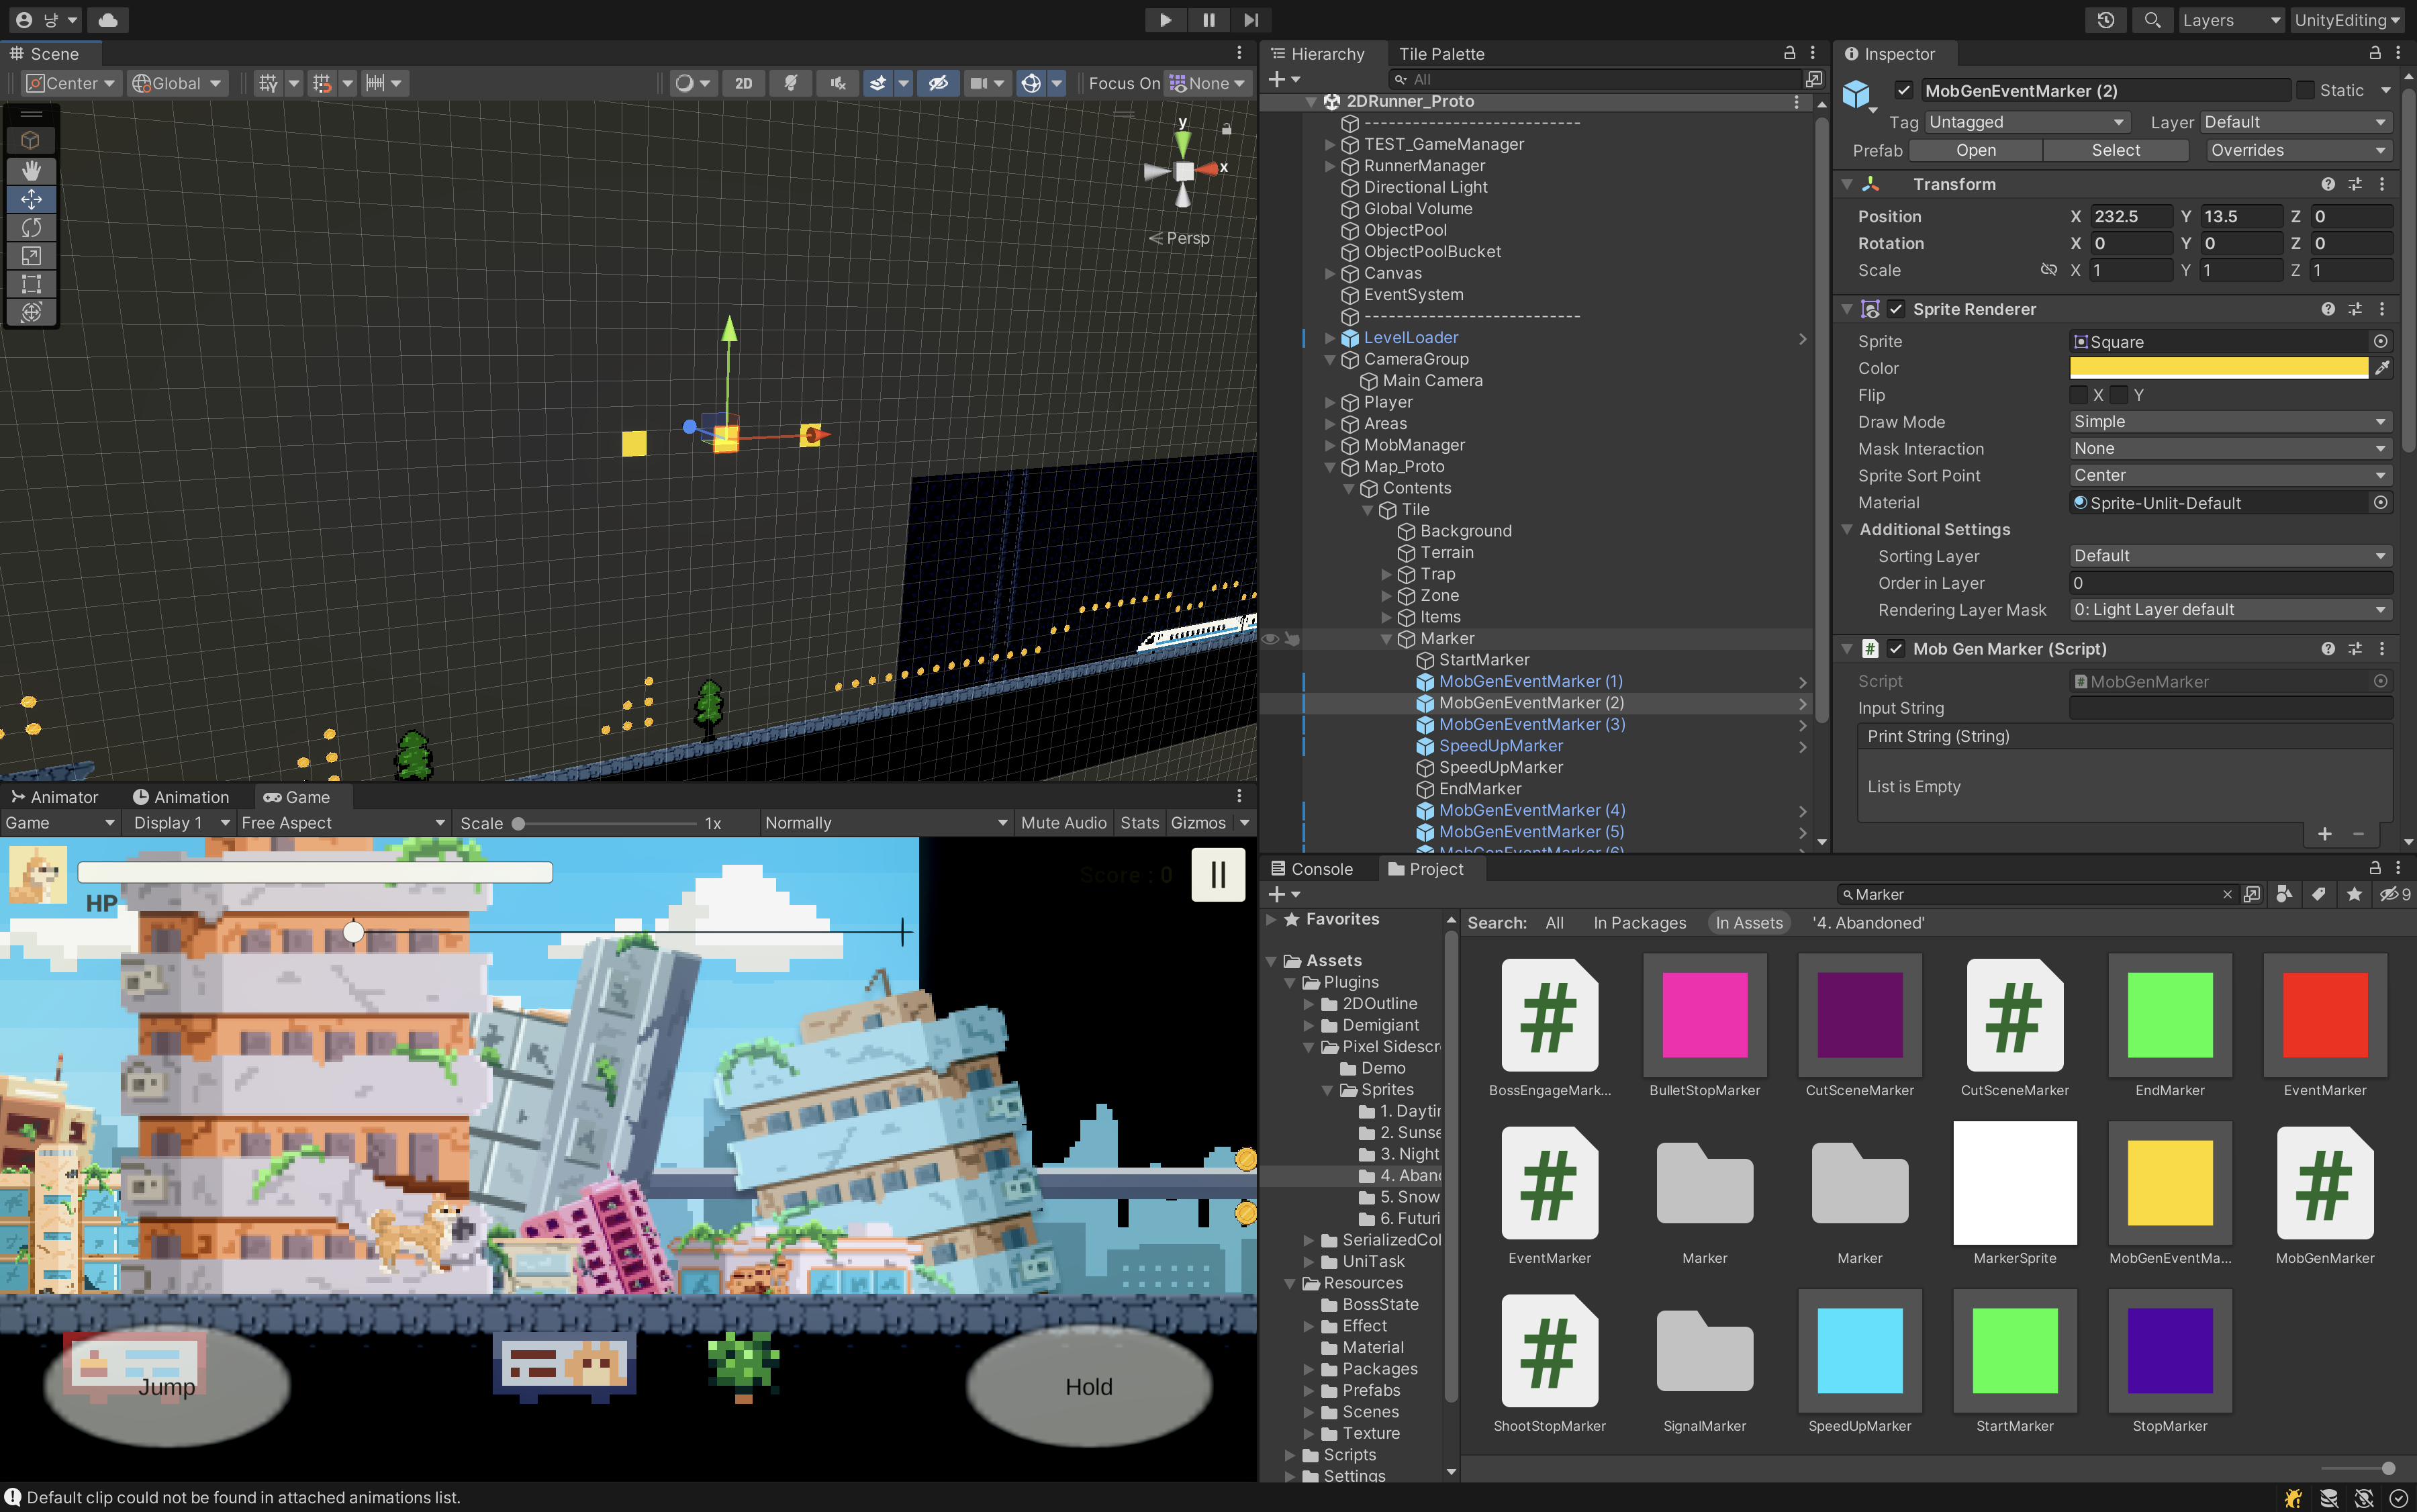 냥
Layers
UnityEditing
Scene
Center
Global
2D
Focus On
None
y
x
Persp
Hierarchy
Tile Palette
All
2DRunner_Proto
---------------------------
TEST_GameManager
RunnerManager
Directional Light
Global Volume
ObjectPool
ObjectPoolBucket
Canvas
EventSystem
---------------------------
LevelLoader
CameraGroup
Main Camera
Player
Areas
MobManager
Map_Proto
Contents
Tile
Background
Terrain
Trap
Zone
Items
Marker
StartMarker
MobGenEventMarker (1)
MobGenEventMarker (2)
MobGenEventMarker (3)
SpeedUpMarker
SpeedUpMarker
EndMarker
MobGenEventMarker (4)
MobGenEventMarker (5)
MobGenEventMarker (6)
Inspector
MobGenEventMarker (2)
Static
Tag Untagged Layer Default
Prefab Open Select Overrides
Transform
Position X 232.5 Y 13.5 Z 0
Rotation X 0 Y 0 Z 0
Scale X 1 Y 1 Z 1
Sprite Renderer
Sprite Square
Color
Flip X Y
Draw Mode Simple
Mask Interaction None
Sprite Sort Point Center
Material Sprite-Unlit-Default
Additional Settings
Sorting Layer Default
Order in Layer 0
Rendering Layer Mask 0: Light Layer default
# Mob Gen Marker (Script)
Script MobGenMarker
Input String
Print String (String)
List is Empty
Animator
Animation
Game
Game Display 1 Free Aspect Scale 1x Normally Mute Audio Stats Gizmos
HP
Score : 0
Jump
Hold
Console
Project
Marker
9
Favorites
Assets
Plugins
2DOutline
Demigiant
Pixel Sidescr
Demo
Sprites
1. Daytir
2. Sunse
3. Night
4. Aband
5. Snow
6. Futuri
SerializedCol
UniTask
Resources
BossState
Effect
Material
Packages
Prefabs
Scenes
Texture
Scripts
Settings
Search: All In Packages In Assets '4. Abandoned'
BossEngageMark...
BulletStopMarker
CutSceneMarker
CutSceneMarker
EndMarker
EventMarker
EventMarker
Marker
Marker
MarkerSprite
MobGenEventMa...
MobGenMarker
ShootStopMarker
SignalMarker
SpeedUpMarker
StartMarker
StopMarker
Default clip could not be found in attached animations list.